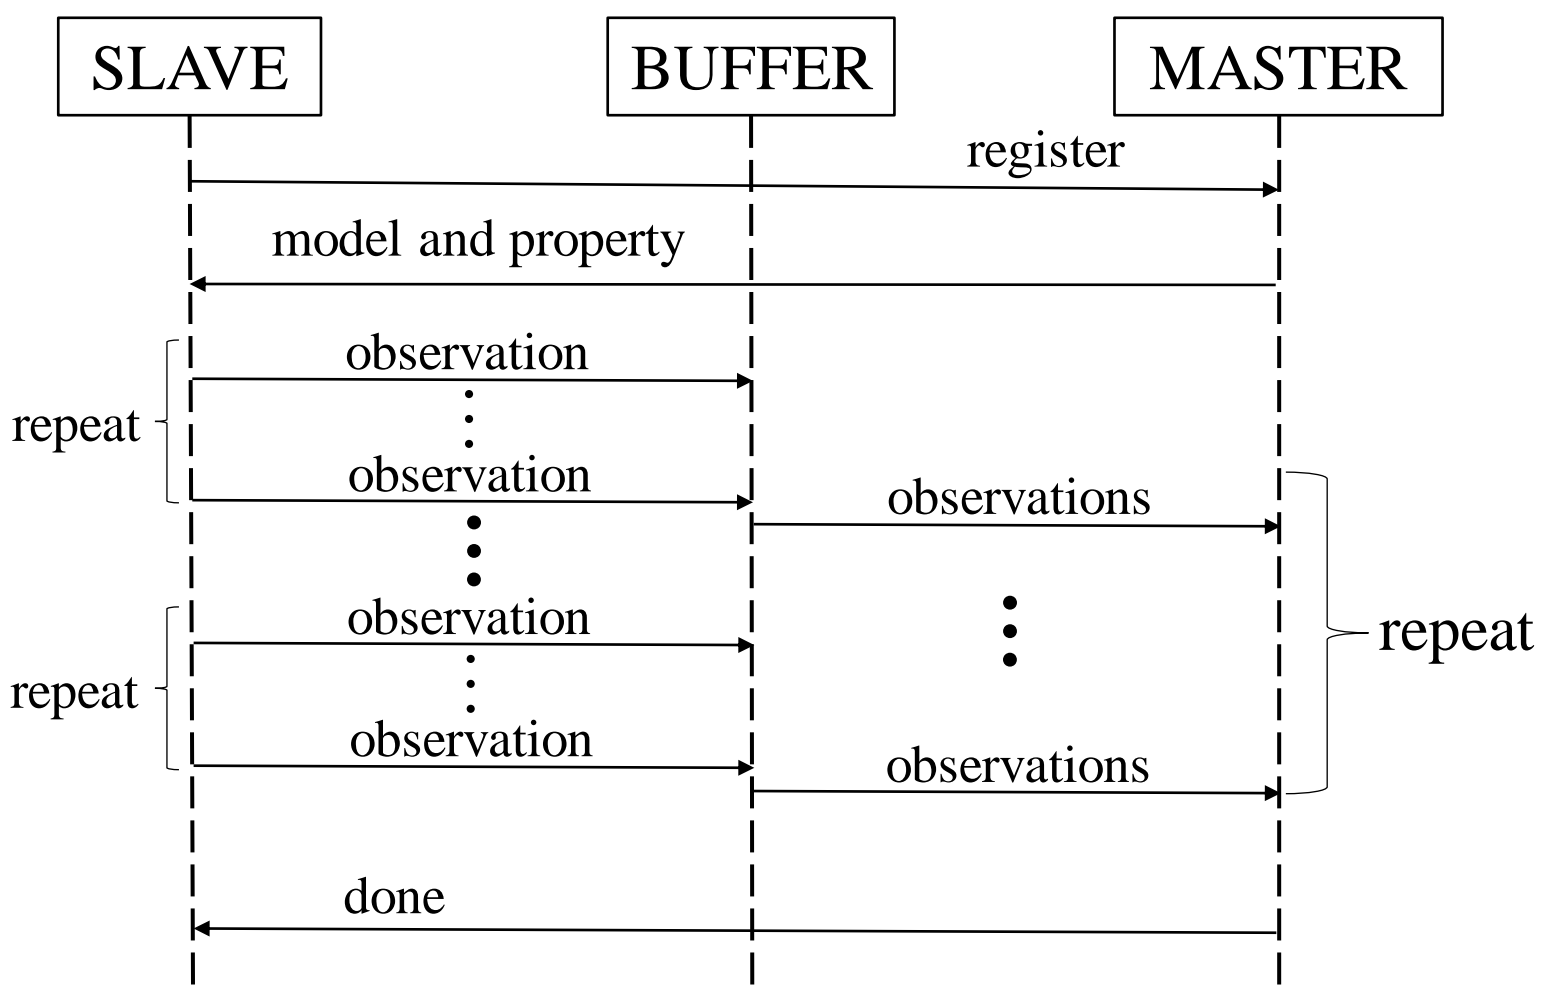 SLAVE
BUFFER
MASTER
register
model and property
observation
repeat
observation
observations
observation
repeat
repeat
observation
observations
done